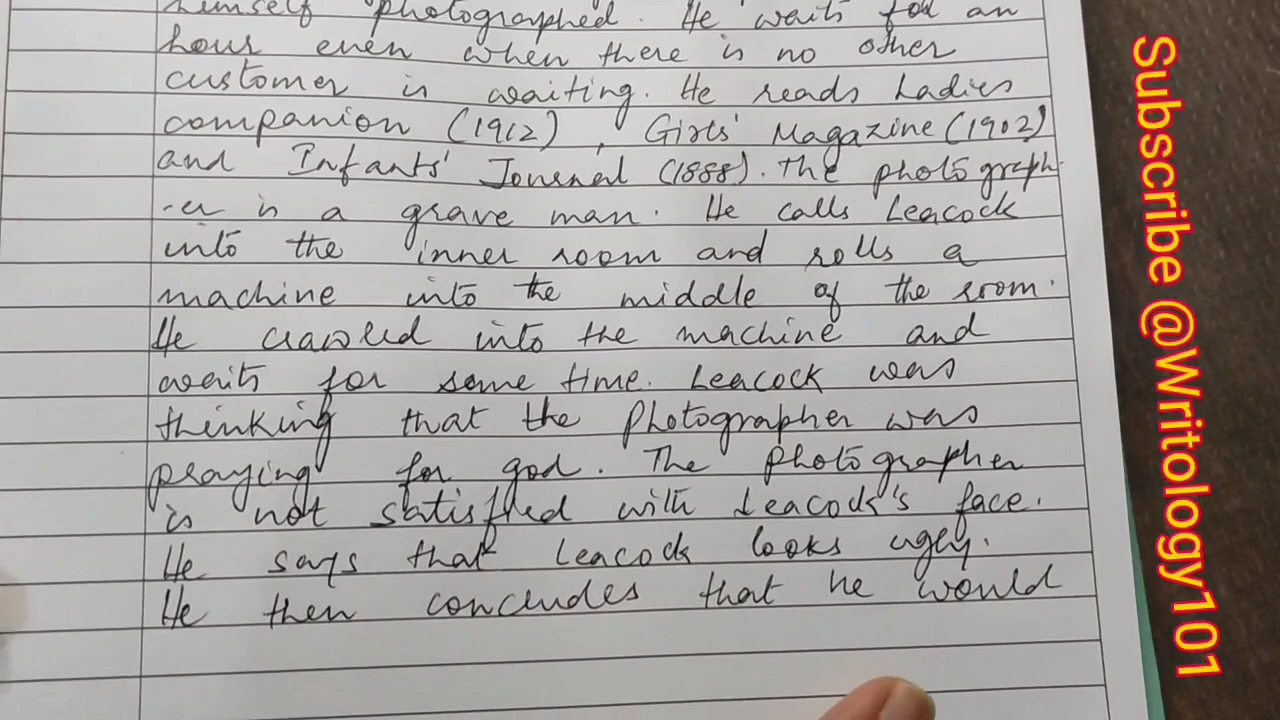 himself photographed. He waits for an
hour even when there is no other
customer is waiting. He reads Ladies
companion (1912), Girls' Magazine (1902)
and Infants' Journal (1888). The photograph
-er is a grave man. He calls Leacock
into the inner room and rolls a
machine into the middle of the room.
He crawled into the machine and
waits for some time. Leacock was
thinking that the Photographer was
praying for god. The photographer
is not satisfied with Leacock's face.
He says that Leacock looks ugly.
He then concludes that he would
Subscribe @Writology101